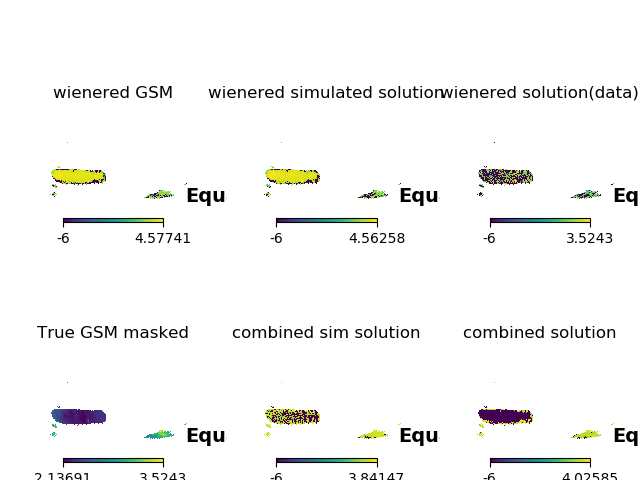 wienered GSM
wienered simulated solution
wienered solution(data)
Equ
Equ
Eq
-6 4.57741
-6 4.56258
-6 3.5243
True GSM masked
combined sim solution
combined solution
Equ
Equ
Eq
2.13691 3.5243
-6 3.84147
-6 4.02585